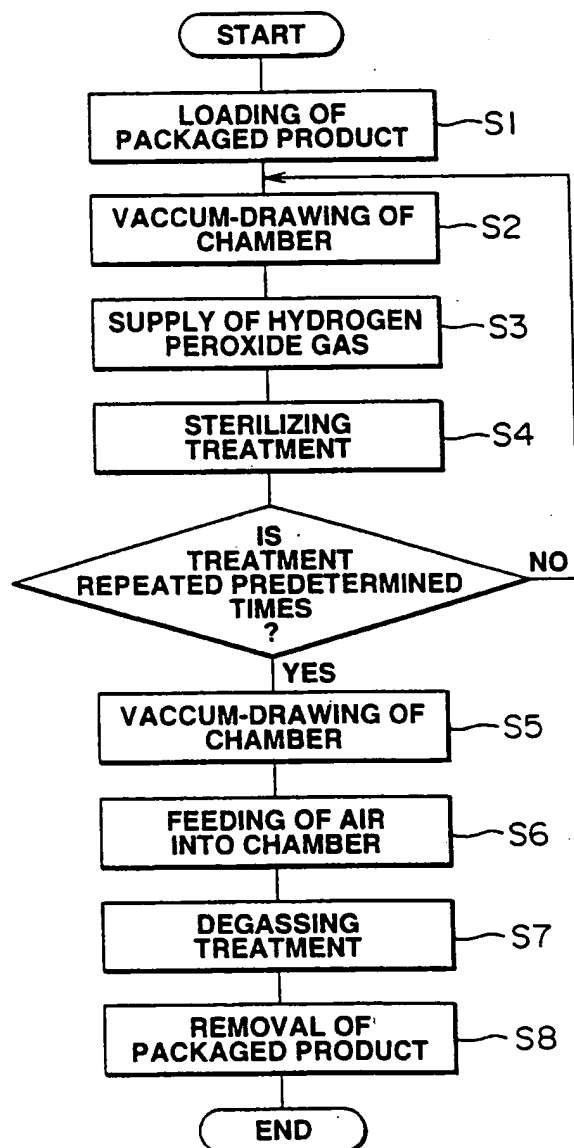 START
LOADING OF
PACKAGED PRODUCT
S1
VACCUM-DRAWING OF
CHAMBER
S2
SUPPLY OF HYDROGEN
PEROXIDE GAS
S3
STERILIZING
TREATMENT
S4
IS
TREATMENT
REPEATED PREDETERMINED
TIMES
?
NO
YES
VACCUM-DRAWING OF
CHAMBER
S5
FEEDING OF AIR
INTO CHAMBER
S6
DEGASSING
TREATMENT
S7
REMOVAL OF
PACKAGED PRODUCT
S8
END